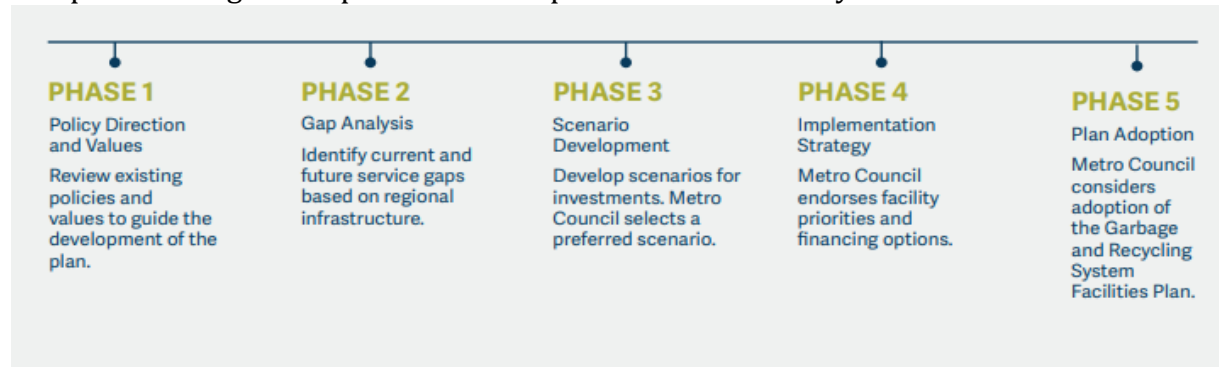 PHASE 1
Policy Direction
and Values
Review existing
policies and
values to guide the
development of the
plan.
PHASE 2
Gap Analysis
Identify current and
future service gaps
based on regional
infrastructure.
PHASE 3
Scenario
Development
Develop scenarios for
investments. Metro
Council selects a
preferred scenario.
PHASE 4
Implementation
Strategy
Metro Council
endorses facility
priorities and
financing options.
PHASE 5
Plan Adoption
Metro Council
considers
adoption of
the Garbage
and Recycling
System
Facilities Plan.